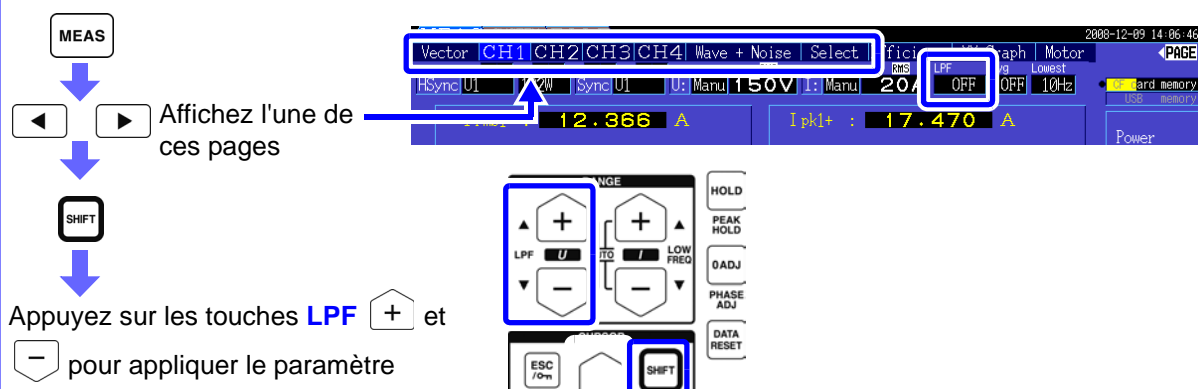 MEAS
◀ ▶ Affichez l'une de
ces pages
SHIFT
Appuyez sur les touches LPF + et
− pour appliquer le paramètre
2008-12-09 14:06:46
Vector CH1 CH2 CH3 CH4 Wave + Noise Select Motor
◀PAGE
RMS LPF Lowest
HSync U1 Sync U1 U: Manu 150V I: Manu 20A OFF OFF 10Hz
CF card memory
USB memory
12.366 A Ipk1+ : 17.470 A
Power
HOLD
PEAK
HOLD
+ +
LPF U I LOW
FREQ
0 ADJ
− −
PHASE
ADJ
DATA
RESET
ESC
SHIFT